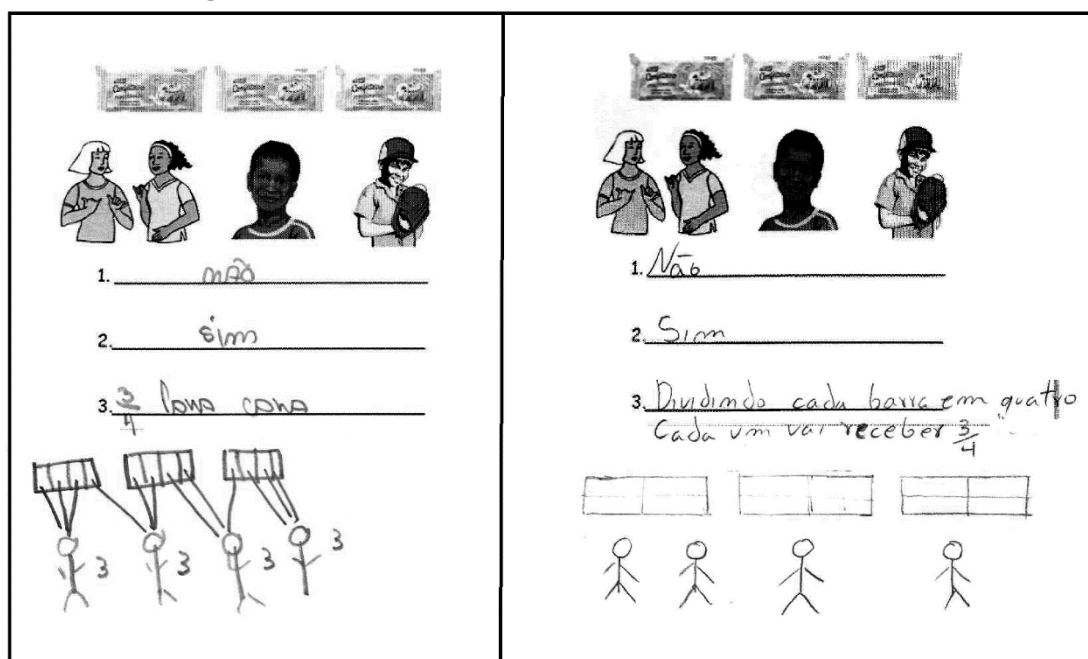 1. não
2. sim
3. 3/4 para cada
3
3
3
3
1. Não
2. Sim
3. Dividindo cada barra em quatro
Cada um vai receber 3/4